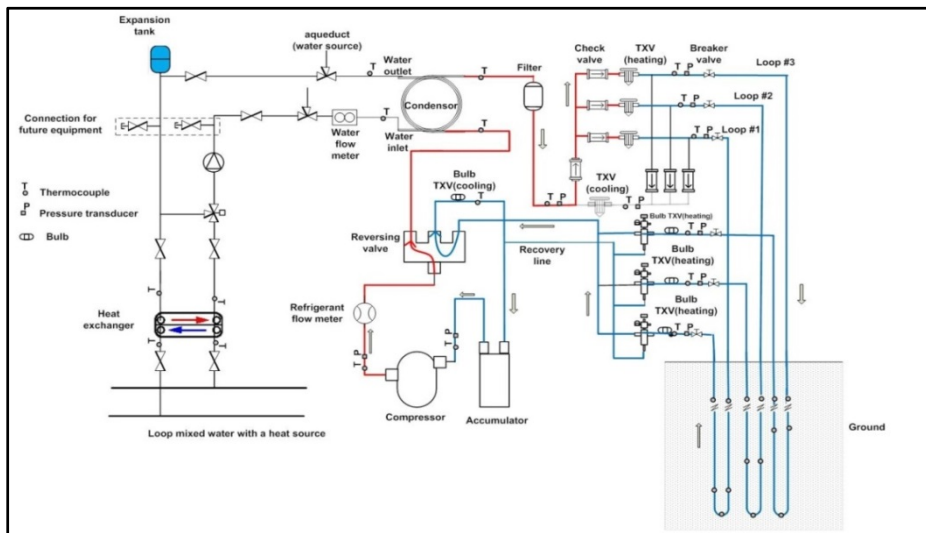 Expansion
tank
aqueduct
(water source)
Water
outlet
Condensor
Filter
Check
valve
TXV
(heating)
Breaker
valve
Loop #3
Loop #2
Loop #1
T
T
T P
Connection for
future equipment
Water
flow
meter
Water
inlet
T
T
T Thermocouple
P Pressure transducer
Bulb
Bulb
TXV(cooling)
T
T P
TXV
(cooling)
P
T P
T P
Reversing
valve
Recovery
line
Bulb TXV(heating)
T P
Bulb
TXV(heating)
T P
Bulb
TXV(heating)
T P
Refrigerant
flow meter
Heat
exchanger
T
T
T
T
T P
T P
Compressor
Accumulator
Loop mixed water with a heat source
Ground